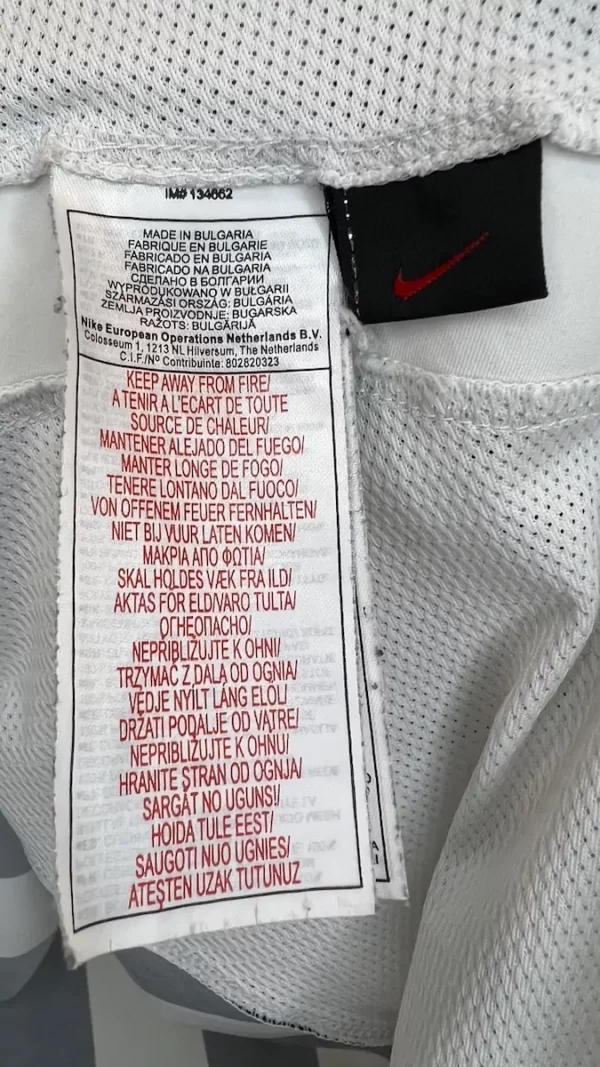 IM# 134662
MADE IN BULGARIA
FABRIQUE EN BULGARIE
FABRICADO EN BULGARIA
FABRICADO NA BULGARIA
СДЕЛАНО В БОЛГАРИИ
WYPRODUKOWANO W BUŁGARII
SZÁRMAZÁSI ORSZÁG: BULGÁRIA
ZEMLJA PROIZVODNJE: BUGARSKA
RAŽOTS: BULGĀRIJĀ
Nike European Operations Netherlands B.V.
Colosseum 1, 1213 NL Hilversum, The Netherlands
C.I.F./Nº Contribuinte: 802820323
KEEP AWAY FROM FIRE/
A TENIR A L'ECART DE TOUTE
SOURCE DE CHALEUR/
MANTENER ALEJADO DEL FUEGO/
MANTER LONGE DE FOGO/
TENERE LONTANO DAL FUOCO/
VON OFFENEM FEUER FERNHALTEN/
NIET BIJ VUUR LATEN KOMEN/
ΜΑΚΡΙΑ ΑΠΟ ΦΩΤΙΑ/
SKAL HOLDES VÆK FRA ILD/
AKTAS FÖR ELD/VARO TULTA/
ОГНЕОПАСНО/
NEPRIBLIŽUJTE K OHNI/
TRZYMAĆ Z DALA OD OGNIA/
VEDJE NYÍLT LÁNG ELOL/
DRŽATI PODALJE OD VATRE/
NEPRIBLIŽUJTE K OHŇU/
HRANITE STRAN OD OGNJA/
SARGĀT NO UGUNS!/
HOIDA TULE EEST/
SAUGOTI NUO UGNIES/
ATEŞTEN UZAK TUTUNUZ